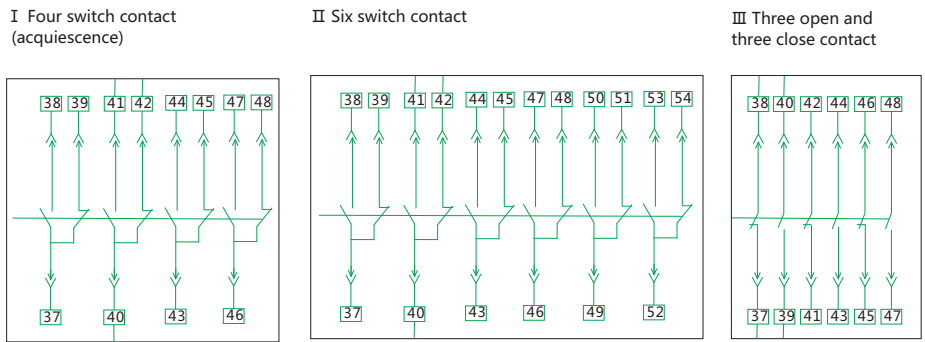 Ⅰ Four switch contact
(acquiescence)
Ⅱ Six switch contact
Ⅲ Three open and
three close contact
38 39 41 42 44 45 47 48
37 40 43 46
38 39 41 42 44 45 47 48 50 51 53 54
37 40 43 46 49 52
38 40 42 44 46 48
37 39 41 43 45 47